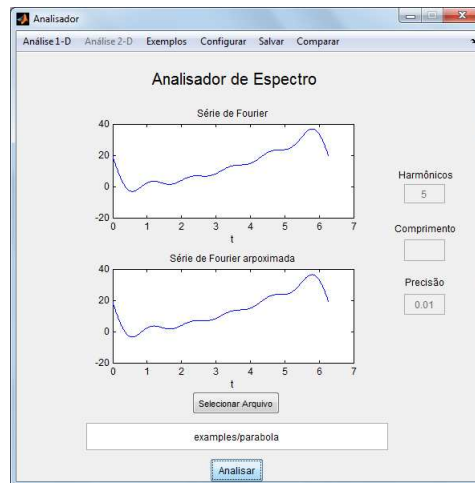 Analisador
Análise 1-D Análise 2-D Exemplos Configurar Salvar Comparar
Analisador de Espectro
Série de Fourier
40
20
0
-20
0 1 2 3 4 5 6 7
t
Série de Fourier arpoximada
40
20
0
-20
0 1 2 3 4 5 6 7
t
Harmônicos
5
Comprimento
Precisão
0.01
Selecionar Arquivo
examples/parabola
Analisar